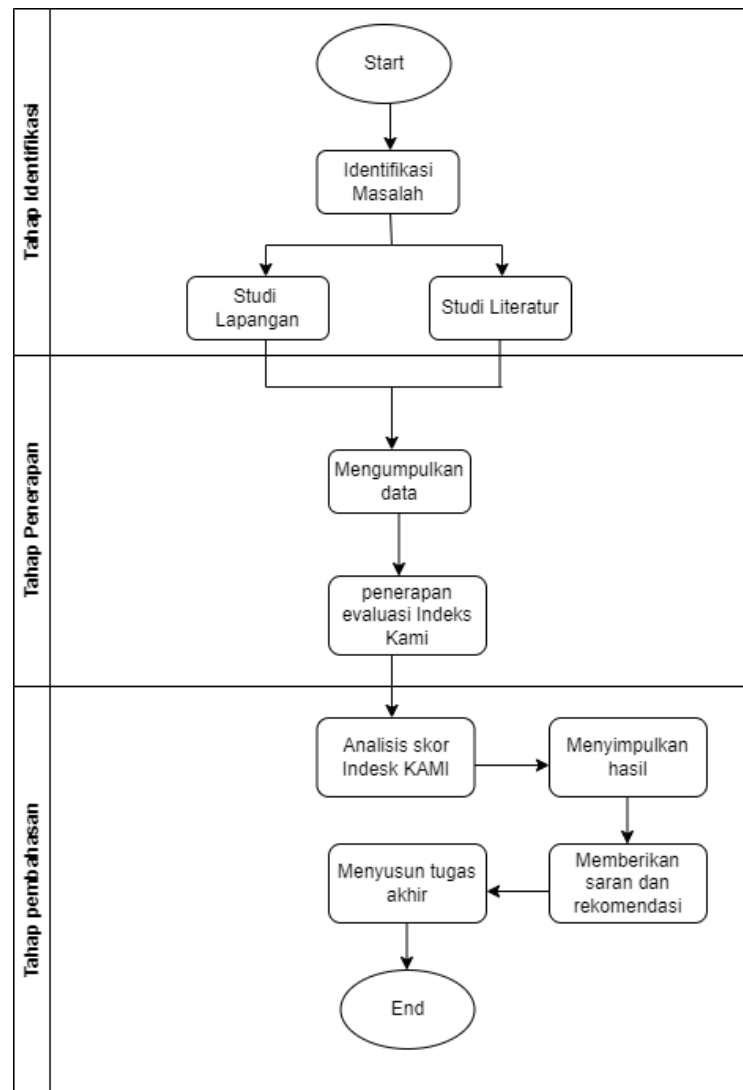 Tahap Identifikasi
Start
Identifikasi
Masalah
Studi
Lapangan
Studi Literatur
Tahap Penerapan
Mengumpulkan
data
penerapan
evaluasi Indeks
Kami
Tahap pembahasan
Analisis skor
Indesk KAMI
Menyimpulkan
hasil
Memberikan
saran dan
rekomendasi
Menyusun tugas
akhir
End